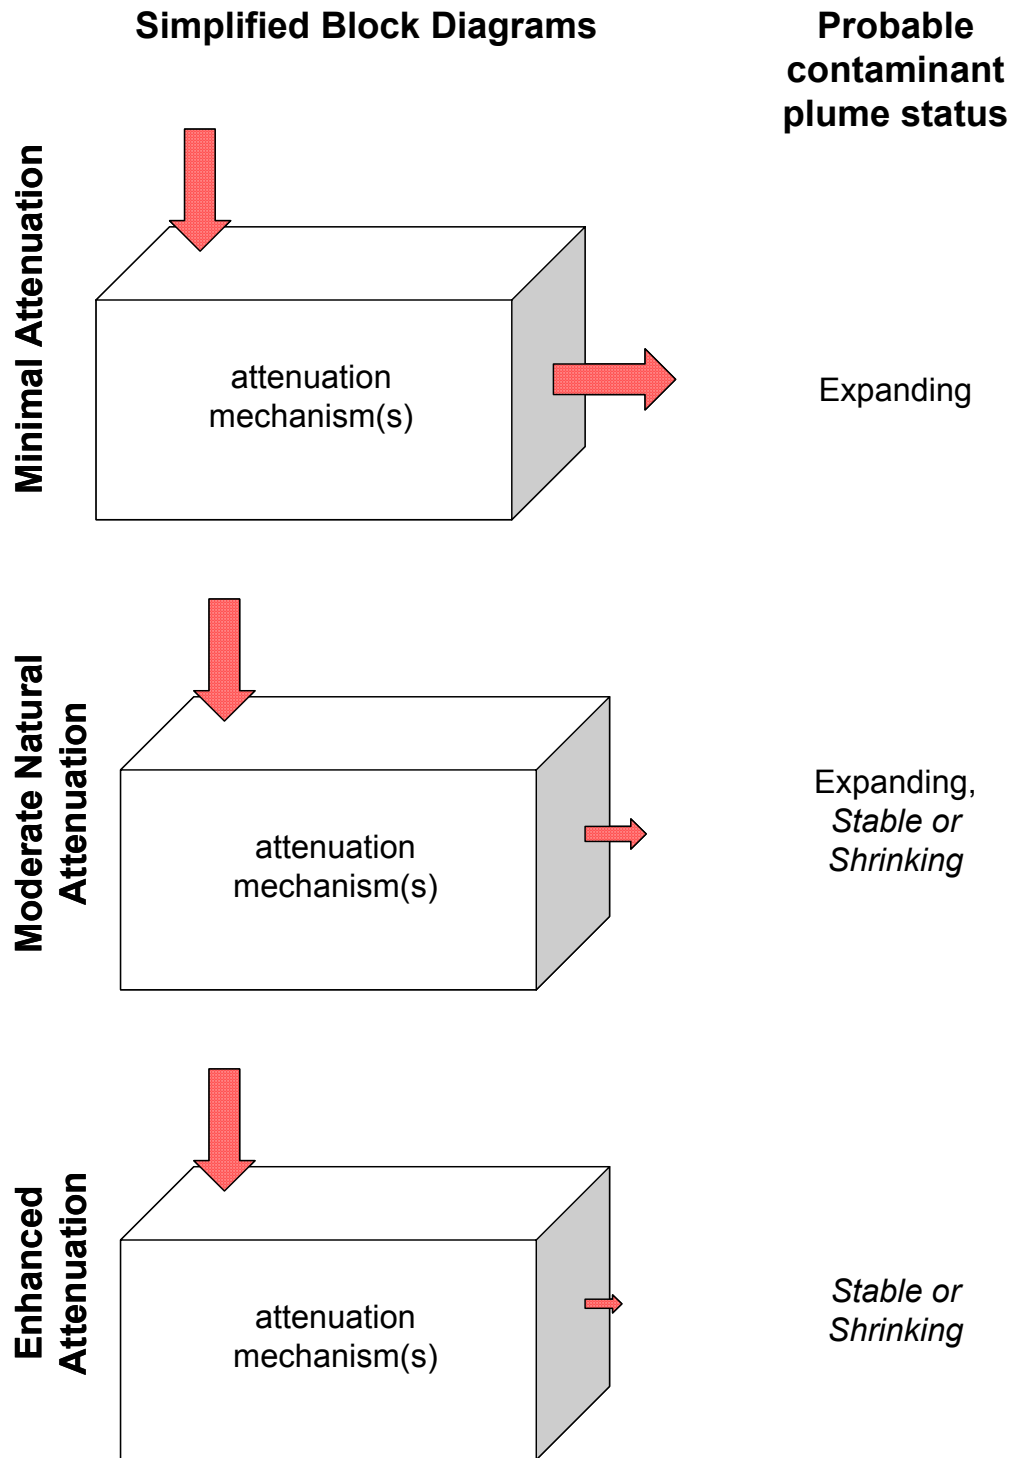 Simplified Block Diagrams
Probable
contaminant
plume status
Minimal Attenuation
attenuation
mechanism(s)
Expanding
Moderate Natural
Attenuation
attenuation
mechanism(s)
Expanding,
Stable or
Shrinking
Enhanced
Attenuation
attenuation
mechanism(s)
Stable or
Shrinking